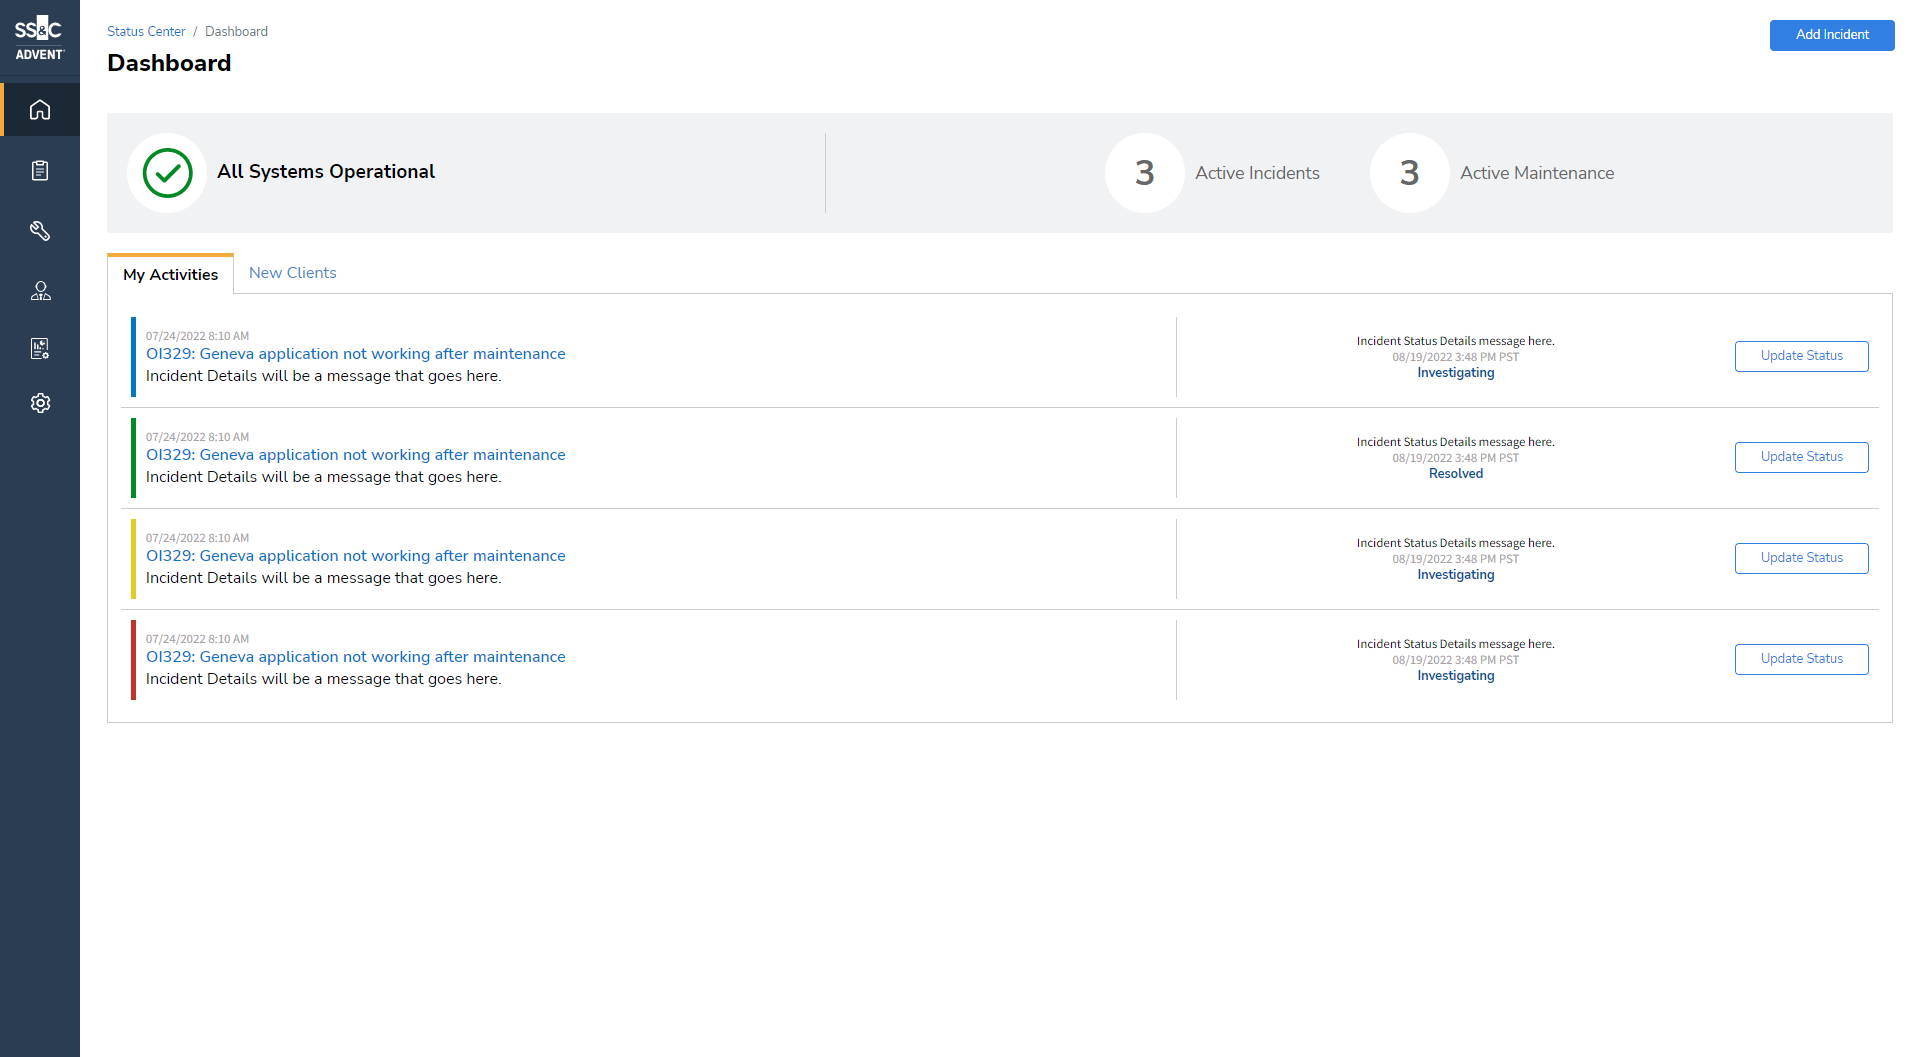 SS&C
ADVENT
Status Center / Dashboard
Dashboard
Add Incident
All Systems Operational
3 Active Incidents
3 Active Maintenance
My Activities
New Clients
07/24/2022 8:10 AM
OI329: Geneva application not working after maintenance
Incident Details will be a message that goes here.
Incident Status Details message here.
08/19/2022 3:48 PM PST
Investigating
Update Status
07/24/2022 8:10 AM
OI329: Geneva application not working after maintenance
Incident Details will be a message that goes here.
Incident Status Details message here.
08/19/2022 3:48 PM PST
Resolved
Update Status
07/24/2022 8:10 AM
OI329: Geneva application not working after maintenance
Incident Details will be a message that goes here.
Incident Status Details message here.
08/19/2022 3:48 PM PST
Investigating
Update Status
07/24/2022 8:10 AM
OI329: Geneva application not working after maintenance
Incident Details will be a message that goes here.
Incident Status Details message here.
08/19/2022 3:48 PM PST
Investigating
Update Status